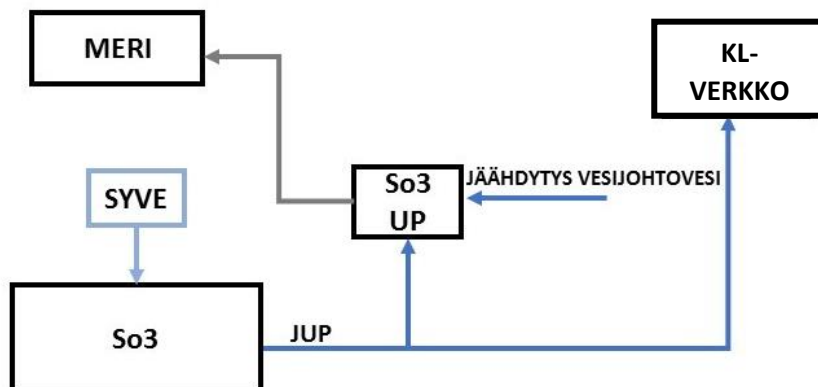 MERI
KL-
VERKKO
SYVE
So3
UP
JÄÄHDYTYS VESIJOHTOVESI
So3
JUP